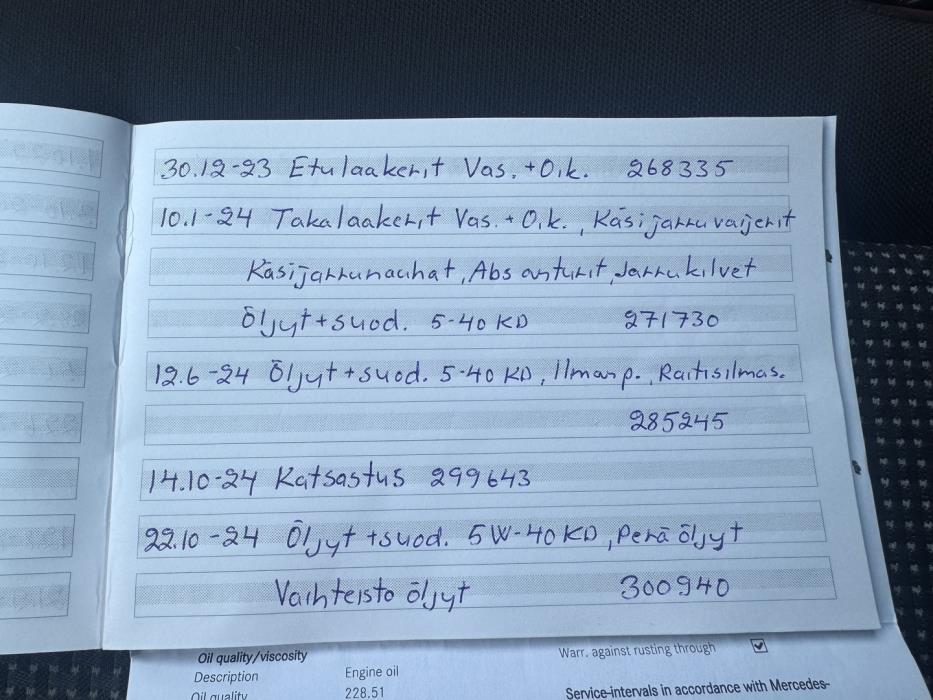 30.12-23 Etulaakerit Vas. + Oik. 268335
10.1-24 Takalaakerit Vas. + Oik., Käsijarruvaijerit
Käsijarrunauhat, Abs anturit, Jarrukilvet
Öljyt + suod. 5-40 KD 271730
12.6-24 Öljyt + suod. 5-40 KD, Ilmanp., Raitisilmas.
285245
14.10-24 Katsastus 299643
22.10-24 Öljyt + suod. 5W-40 KD, Perä öljyt
Vaihteisto öljyt 300940
Oil quality/viscosity
Description Engine oil
Oil quality 228.51
Warr. against rusting through
Service-intervals in accordance with Mercedes-